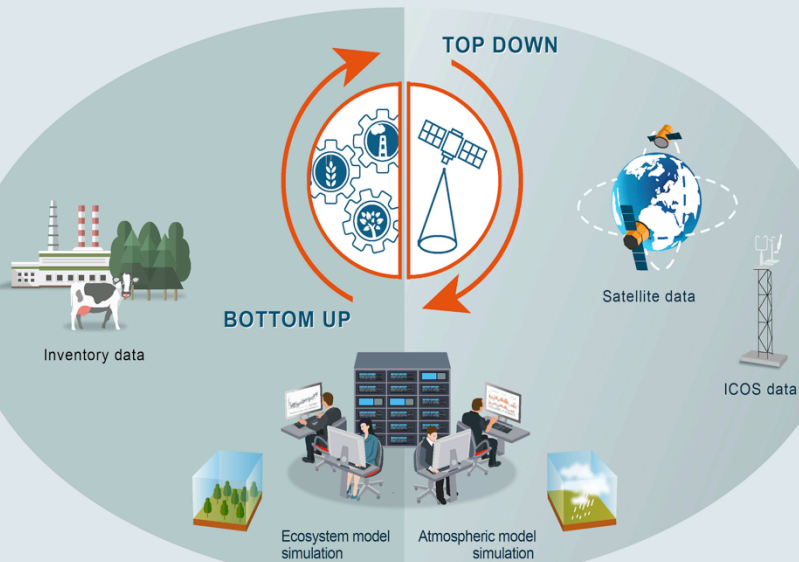 TOP DOWN
Satellite data
BOTTOM UP
Inventory data
ICOS data
Ecosystem model
simulation
Atmospheric model
simulation